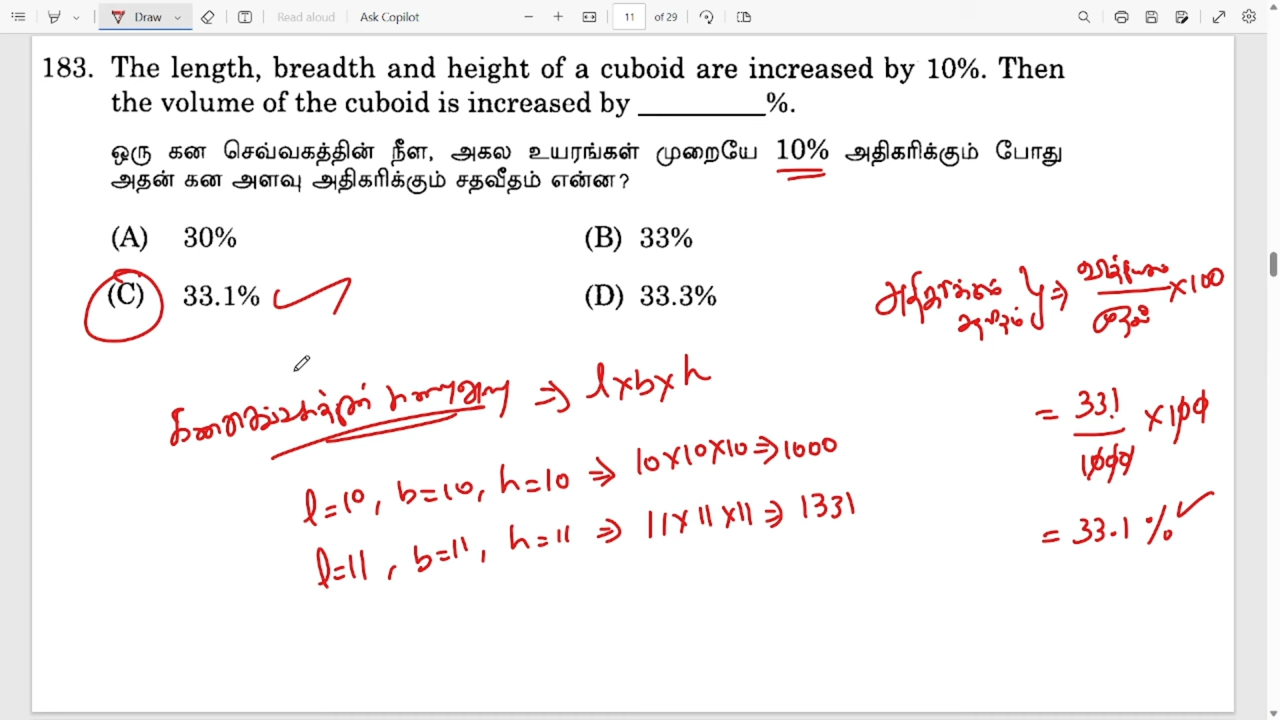 Draw
Read aloud
Ask Copilot
11 of 29
183. The length, breadth and height of a cuboid are increased by 10%. Then
the volume of the cuboid is increased by ________%.
ஒரு கன செவ்வகத்தின் நீள, அகல உயரங்கள் முறையே 10% அதிகரிக்கும் போது
அதன் கன அளவு அதிகரிக்கும் சதவீதம் என்ன?
(A) 30%
(B) 33%
(C) 33.1%
(D) 33.3%
⇒ × 100
⇒ l×b×h
= 331/1000 × 100
l=10, b=10, h=10 ⇒ 10×10×10 ⇒ 1000
l=11, b=11, h=11 ⇒ 11×11×11 ⇒ 1331
= 33.1%